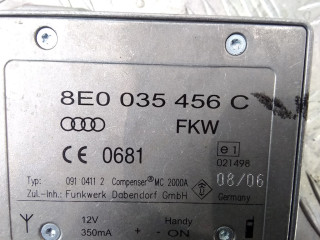 8E0 035 456 C
FKW
CE 0681
e1
021498
08/06
Typ: 091 0411 2 Compenser® MC 2000A
Zul.-Inh.: Funkwerk Dabendorf GmbH
Germany
12V Handy
350mA + - ON